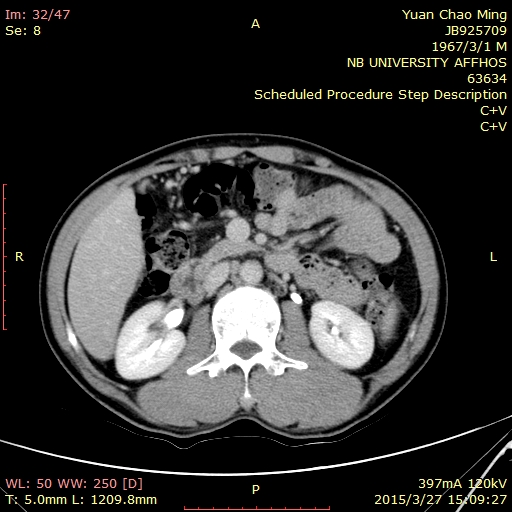 Im: 32/47
Se: 8
A
Yuan Chao Ming
JB925709
1967/3/1 M
NB UNIVERSITY AFFHOS
63634
Scheduled Procedure Step Description
C+V
C+V
R
L
WL: 50 WW: 250 [D]
T: 5.0mm L: 1209.8mm
P
397mA 120kV
2015/3/27 15:09:27